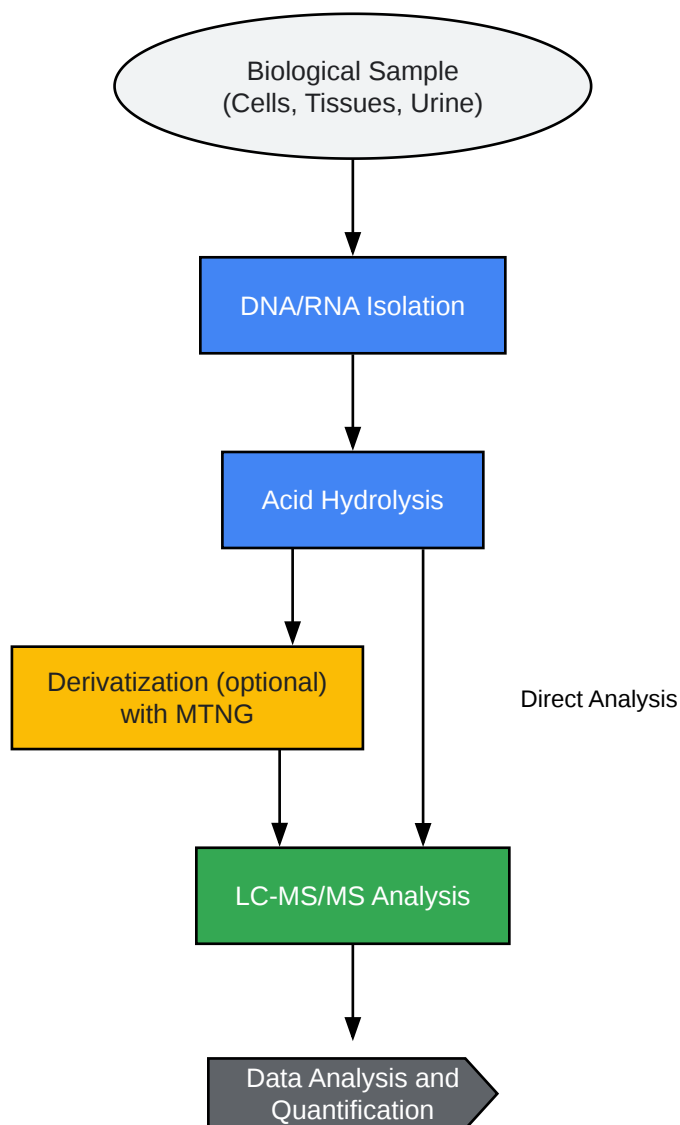 Biological Sample
(Cells, Tissues, Urine)
DNA/RNA Isolation
Acid Hydrolysis
Derivatization (optional)
with MTNG
Direct Analysis
LC-MS/MS Analysis
Data Analysis and
Quantification